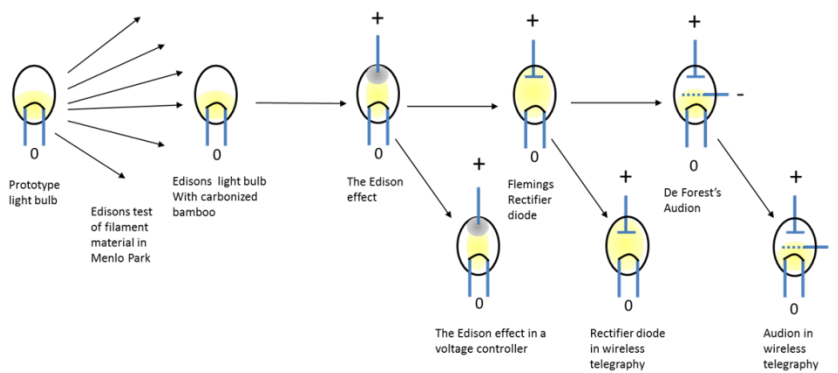 +
+
+
-
0
0
0
0
0
Prototype
light bulb
Edisons light bulb
With carbonized
bamboo
The Edison
effect
Flemings
Rectifier
diode
De Forest's
Audion
Edisons test
of filament
material in
Menlo Park
+
+
+
0
0
0
The Edison effect in a
voltage controller
Rectifier diode
in wireless
telegraphy
Audion in
wireless
telegraphy